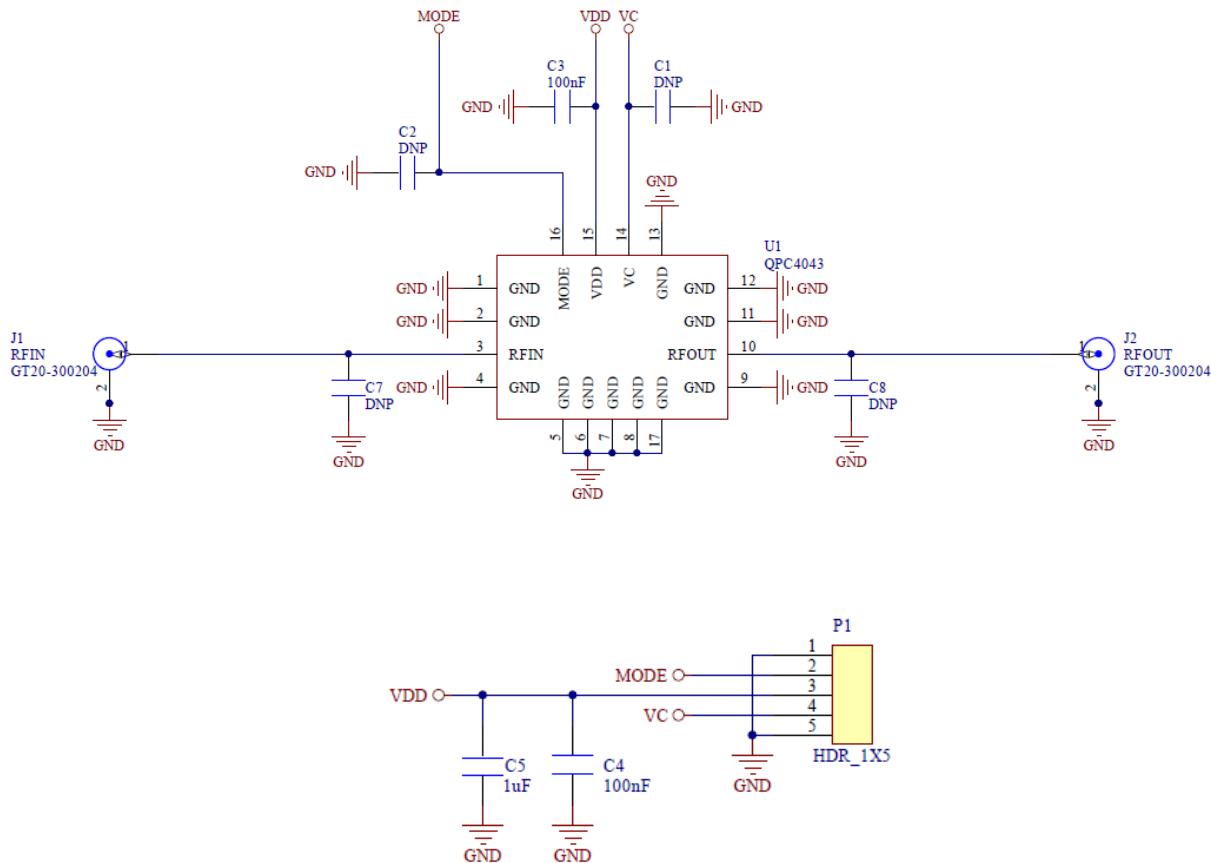 MODE
VDD
VC
C3
100nF
GND
C1
DNP
GND
C2
DNP
GND
GND
16
15
14
13
U1
QPC4043
MODE
VDD
VC
GND
GND
1
GND
GND
12
GND
GND
2
GND
GND
11
GND
J1
RFIN
GT20-300204
1
2
GND
3
RFIN
RFOUT
10
J2
RFOUT
GT20-300204
1
2
GND
C7
DNP
GND
GND
4
GND
GND
9
GND
C8
DNP
GND
GND
GND
GND
GND
GND
5
6
7
8
17
GND
P1
1
MODE
2
VDD
3
VC
4
5
HDR_1X5
GND
C5
1uF
GND
C4
100nF
GND